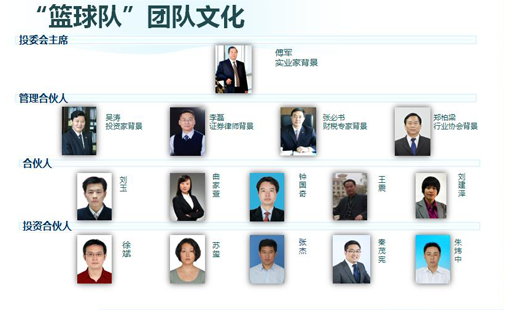 “篮球队”团队文化
投委会主席
傅军
实业家背景
管理合伙人
吴涛
投资家背景
李磊
证券律师背景
张必书
财税专家背景
郑柏梁
行业协会背景
合伙人
刘玉
曲家萱
钟国奇
王震
刘建泽
投资合伙人
徐斌
苏玺
张杰
秦茂宪
朱炜中